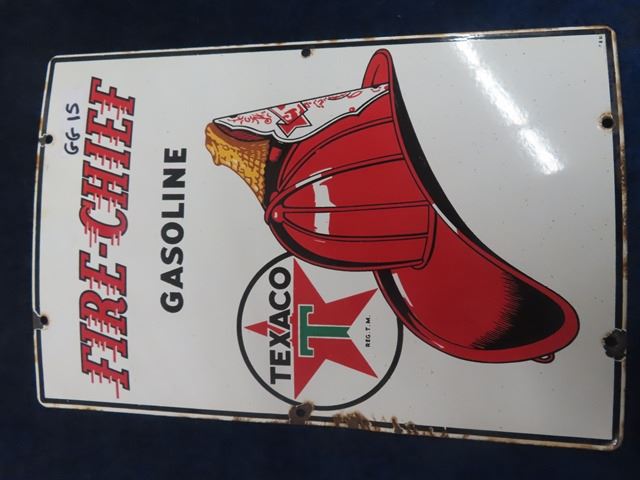 GG 15
FIRE-CHIEF
GASOLINE
TEXACO
T
REG. T. M.